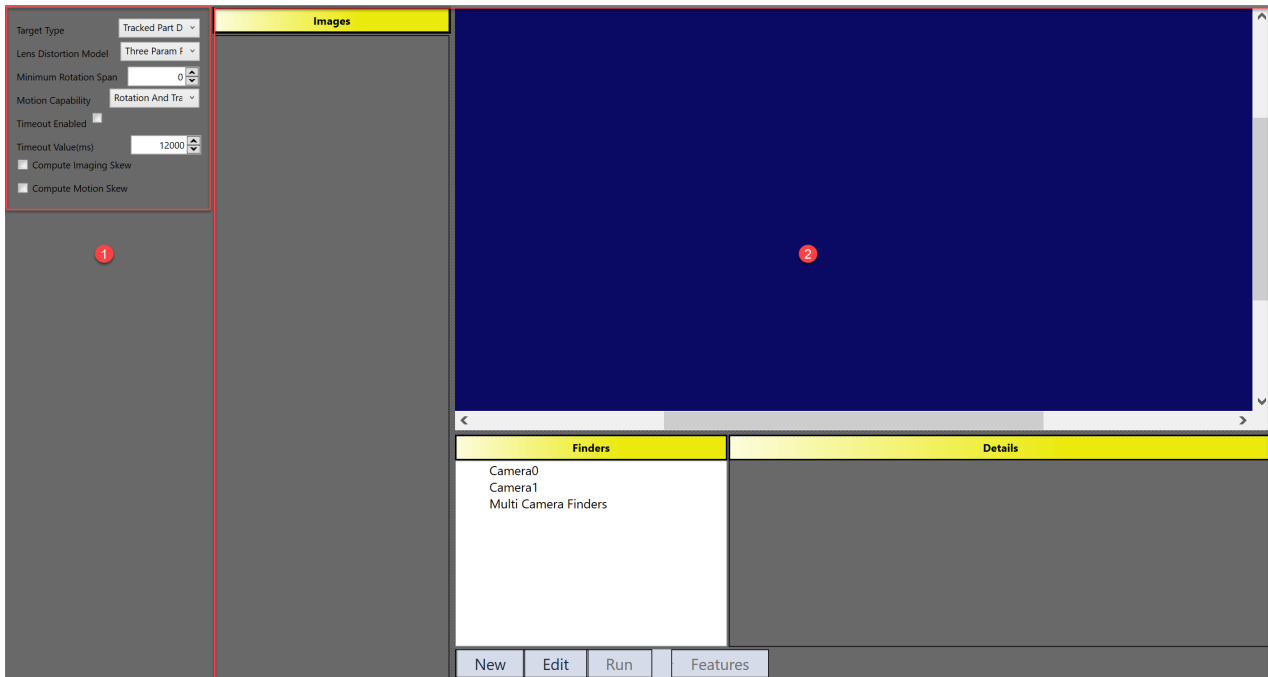 Target Type Tracked Part D
Lens Distortion Model Three Param F
Minimum Rotation Span 0
Motion Capability Rotation And Tra
Timeout Enabled
Timeout Value(ms) 12000
Compute Imaging Skew
Compute Motion Skew
1
Images
2
Finders
Camera0
Camera1
Multi Camera Finders
Details
New Edit Run Features